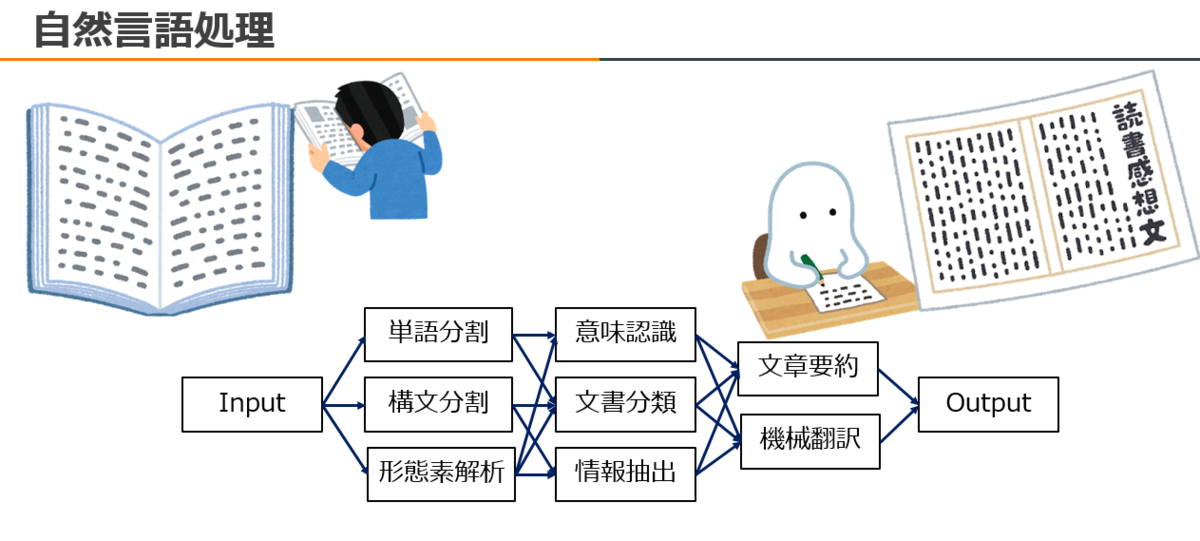 自然言語処理
読書感想文
Input
単語分割
構文分割
形態素解析
意味認識
文書分類
情報抽出
文章要約
機械翻訳
Output